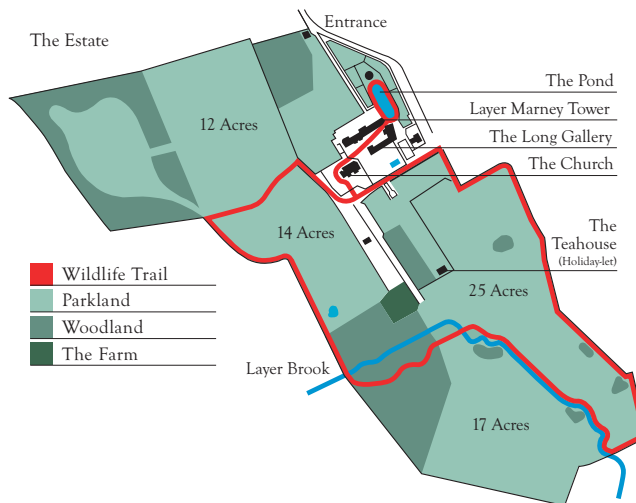 Entrance
The Estate
The Pond
Layer Marney Tower
12 Acres
The Long Gallery
The Church
14 Acres
The
Teahouse
(Holiday-let)
Wildlife Trail
Parkland
Woodland
The Farm
25 Acres
Layer Brook
17 Acres